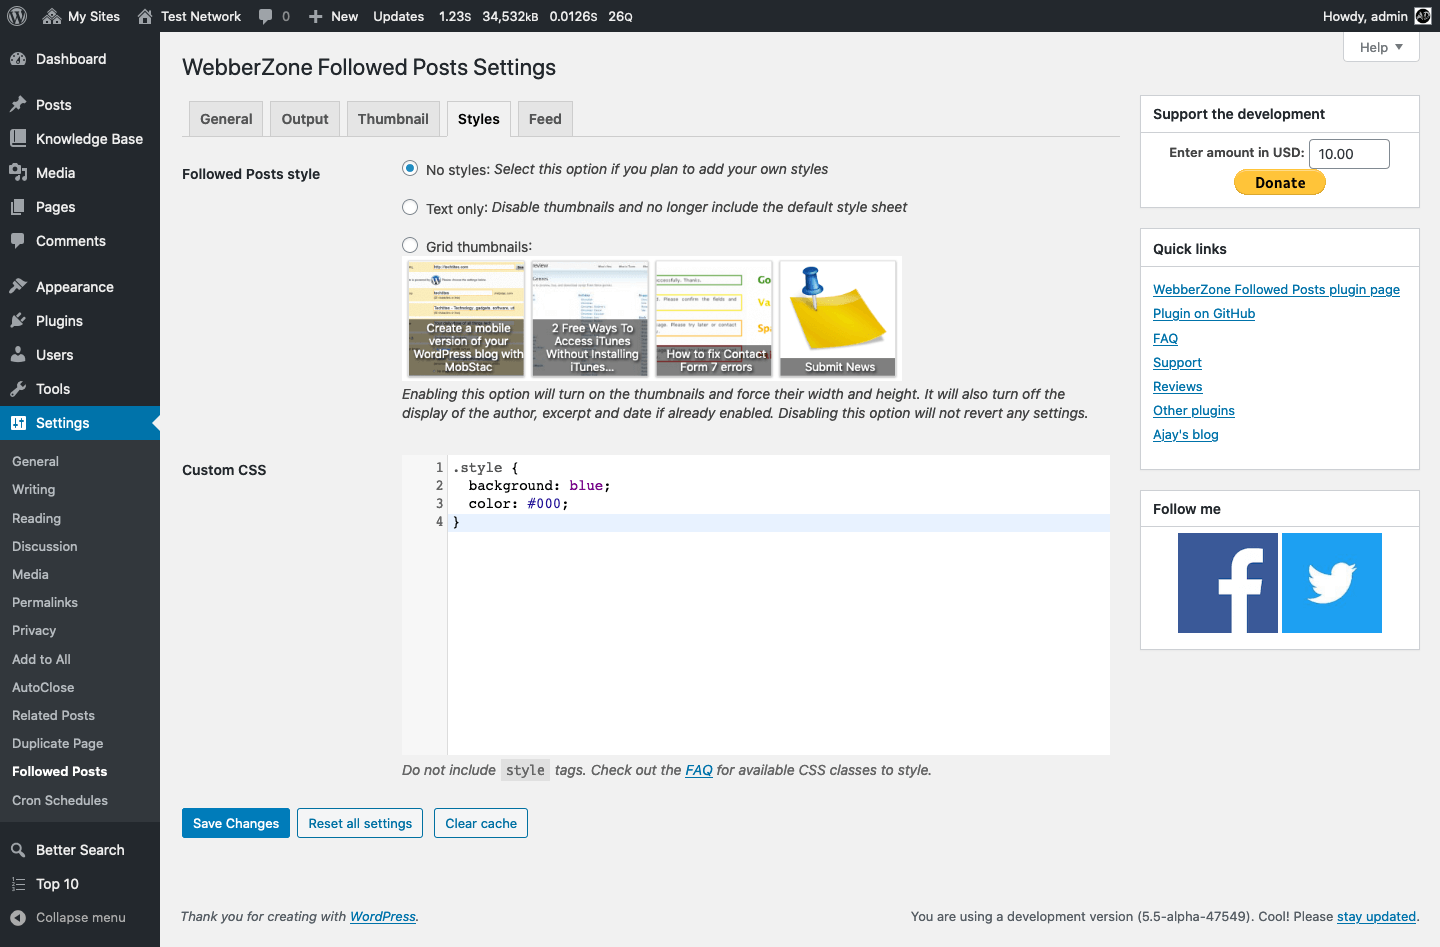 My Sites Test Network 0 New Updates 1.23S 34,532KB 0.0126S 26Q Howdy, admin
Help
Dashboard
Posts
Knowledge Base
Media
Pages
Comments
Appearance
Plugins
Users
Tools
Settings
General
Writing
Reading
Discussion
Media
Permalinks
Privacy
Add to All
AutoClose
Related Posts
Duplicate Page
Followed Posts
Cron Schedules
Better Search
Top 10
Collapse menu
WebberZone Followed Posts Settings
General Output Thumbnail Styles Feed
Followed Posts style
No styles: Select this option if you plan to add your own styles
Text only: Disable thumbnails and no longer include the default style sheet
Grid thumbnails:
Create a mobile
version of your
WordPress blog with
MobStac
2 Free Ways To
Access iTunes
Without Installing
iTunes...
How to fix Contact
Form 7 errors
Submit News
Enabling this option will turn on the thumbnails and force their width and height. It will also turn off the
display of the author, excerpt and date if already enabled. Disabling this option will not revert any settings.
Custom CSS
1 .style {
2 background: blue;
3 color: #000;
4 }
Do not include style tags. Check out the FAQ for available CSS classes to style.
Save Changes Reset all settings Clear cache
Support the development
Enter amount in USD: 10.00
Donate
Quick links
WebberZone Followed Posts plugin page
Plugin on GitHub
FAQ
Support
Reviews
Other plugins
Ajay's blog
Follow me
Thank you for creating with WordPress.
You are using a development version (5.5-alpha-47549). Cool! Please stay updated.